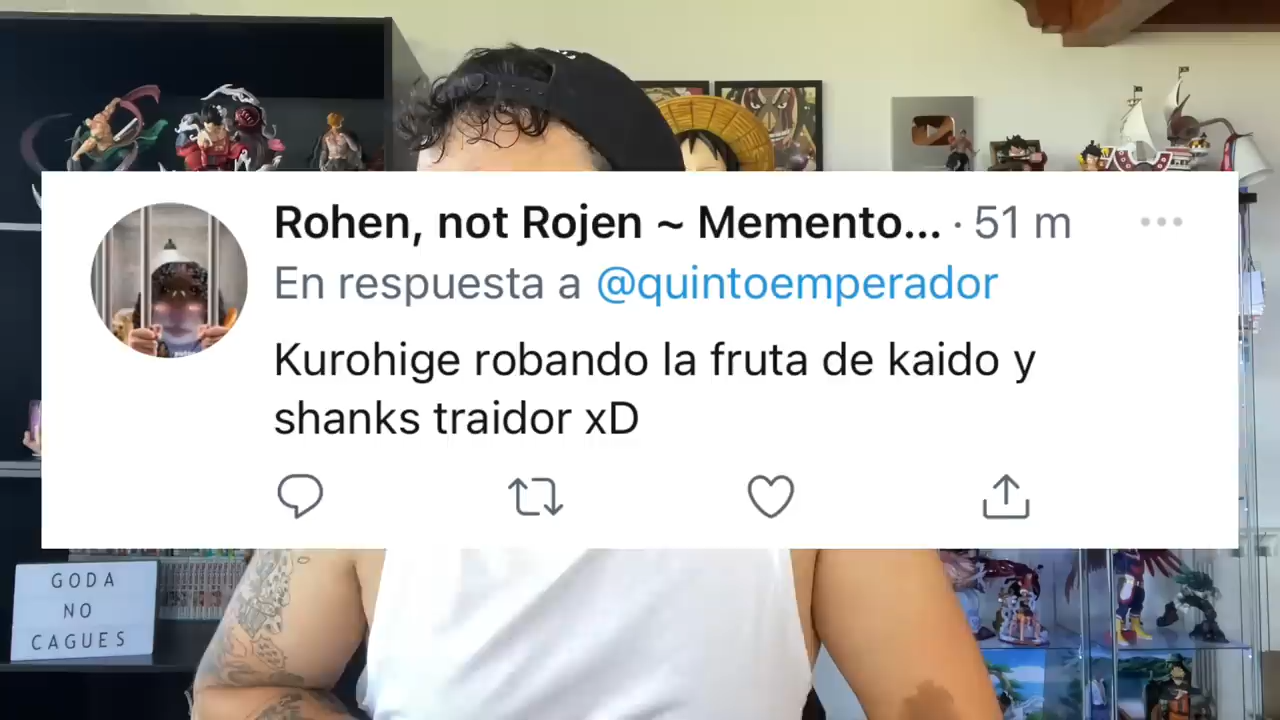 Rohen, not Rojen ~ Memento... · 51 m
En respuesta a @quintoemperador
Kurohige robando la fruta de kaido y
shanks traidor xD
GODA
NO
CAGUES